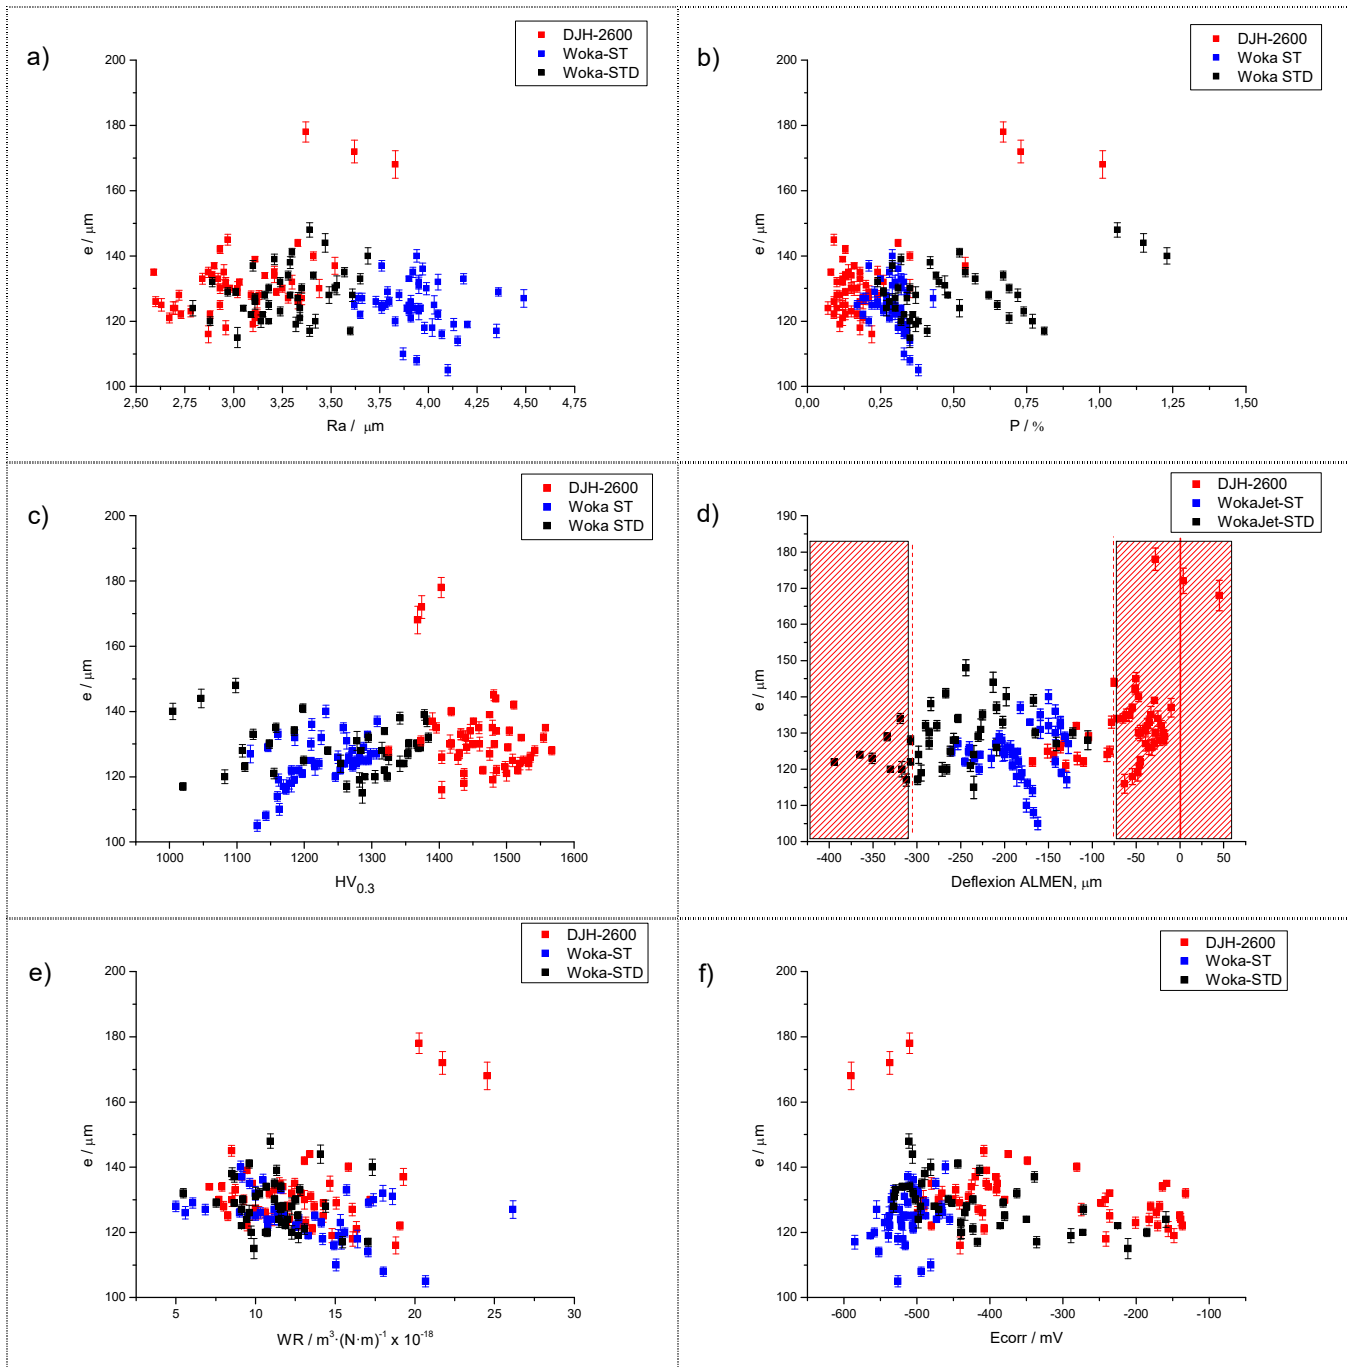 a)
DJH-2600
Woka-ST
Woka-STD
200
180
160
140
120
100
e / μm
2,50 2,75 3,00 3,25 3,50 3,75 4,00 4,25 4,50 4,75
Ra / μm
b)
DJH-2600
Woka ST
Woka STD
200
180
160
140
120
100
e / μm
0,00 0,25 0,50 0,75 1,00 1,25 1,50
P / %
c)
DJH-2600
Woka ST
Woka STD
200
180
160
140
120
100
e / μm
1000 1100 1200 1300 1400 1500 1600
HV0.3
d)
DJH-2600
WokaJet-ST
WokaJet-STD
190
180
170
160
150
140
130
120
110
100
e / μm
-400 -350 -300 -250 -200 -150 -100 -50 0 50
Deflexion ALMEN, μm
e)
DJH-2600
Woka-ST
Woka-STD
200
180
160
140
120
100
e / μm
5 10 15 20 25 30
WR / m³·(N·m)⁻¹ x 10⁻¹⁸
f)
DJH-2600
Woka-ST
Woka-STD
200
180
160
140
120
100
e / μm
-600 -500 -400 -300 -200 -100
Ecorr / mV